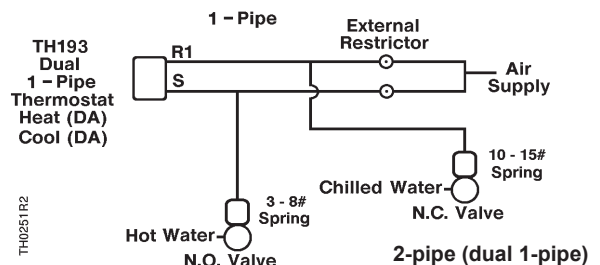 1 – Pipe
TH193
Dual
1 – Pipe
Thermostat
Heat (DA)
Cool (DA)
R1
S
External
Restrictor
Air
Supply
10 - 15#
Spring
Chilled Water
N.C. Valve
3 - 8#
Spring
Hot Water
N.O. Valve
2-pipe (dual 1-pipe)
TH0251R2